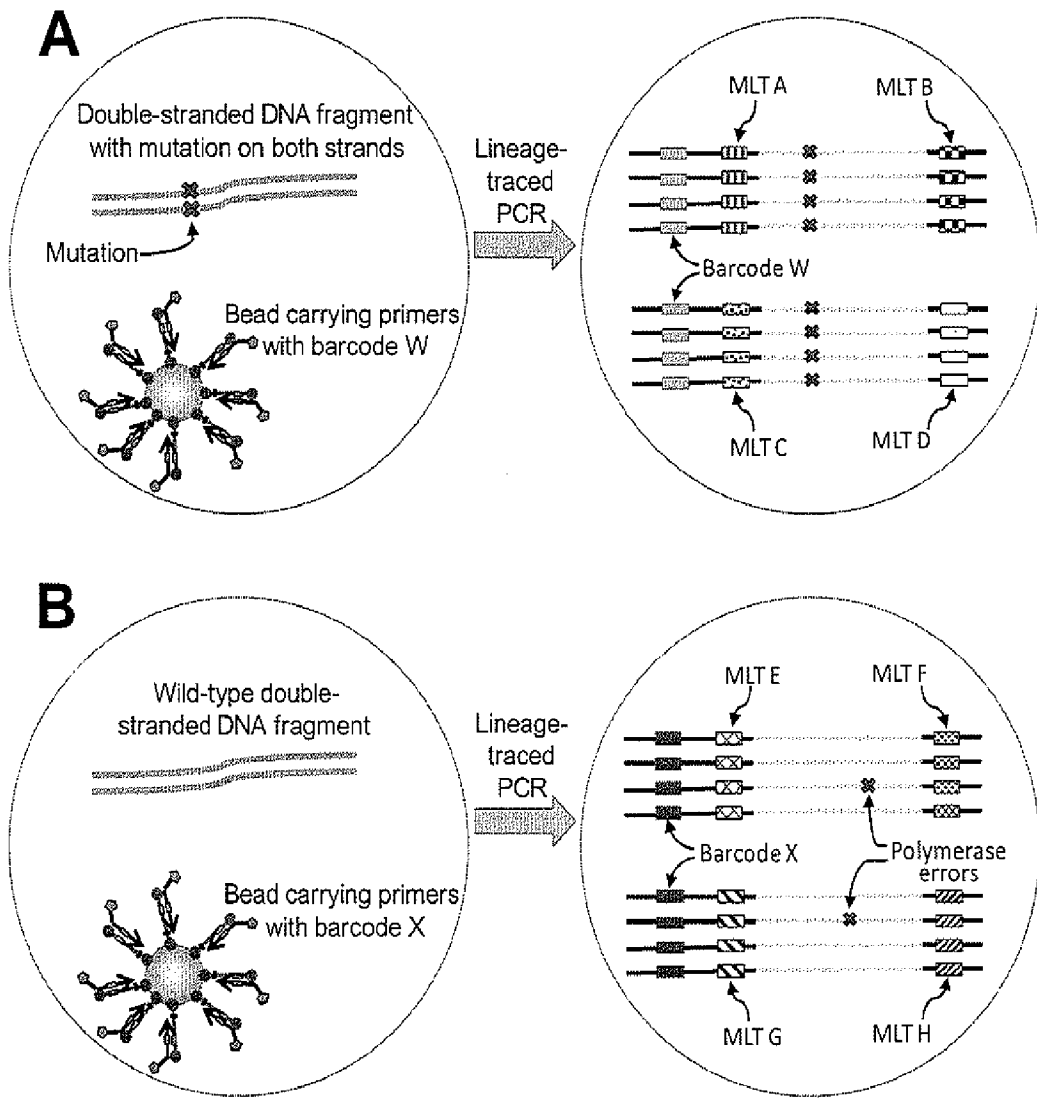 A
Double-stranded DNA fragment
with mutation on both strands
Mutation
Bead carrying primers
with barcode W
Lineage-
traced
PCR
MLT A
MLT B
Barcode W
MLT C
MLT D
B
Wild-type double-
stranded DNA fragment
Bead carrying primers
with barcode X
Lineage-
traced
PCR
MLT E
MLT F
Barcode X
Polymerase
errors
MLT G
MLT H